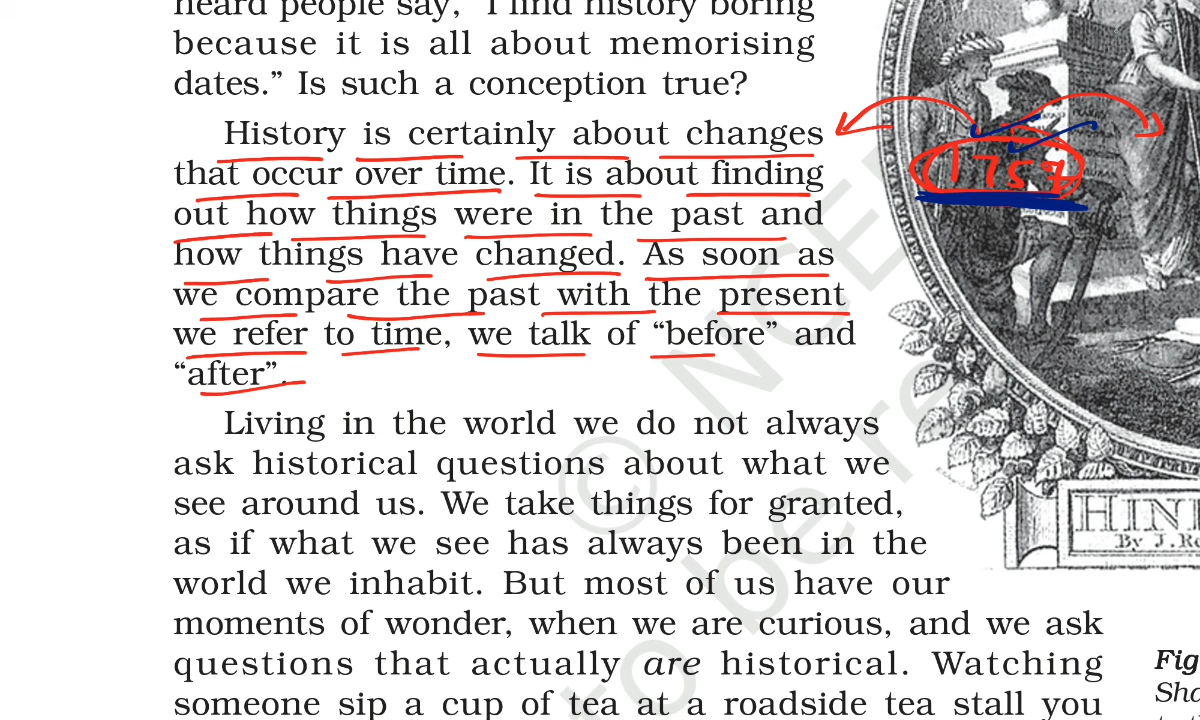 heard people say, “I find history boring
because it is all about memorising
dates.” Is such a conception true?
History is certainly about changes
that occur over time. It is about finding
out how things were in the past and
how things have changed. As soon as
we compare the past with the present
we refer to time, we talk of “before” and
“after”.
Living in the world we do not always
ask historical questions about what we
see around us. We take things for granted,
as if what we see has always been in the
world we inhabit. But most of us have our
moments of wonder, when we are curious, and we ask
questions that actually are historical. Watching
someone sip a cup of tea at a roadside tea stall you
1757
HIN
By J.R
Fig
Sha
© NCE
to be re